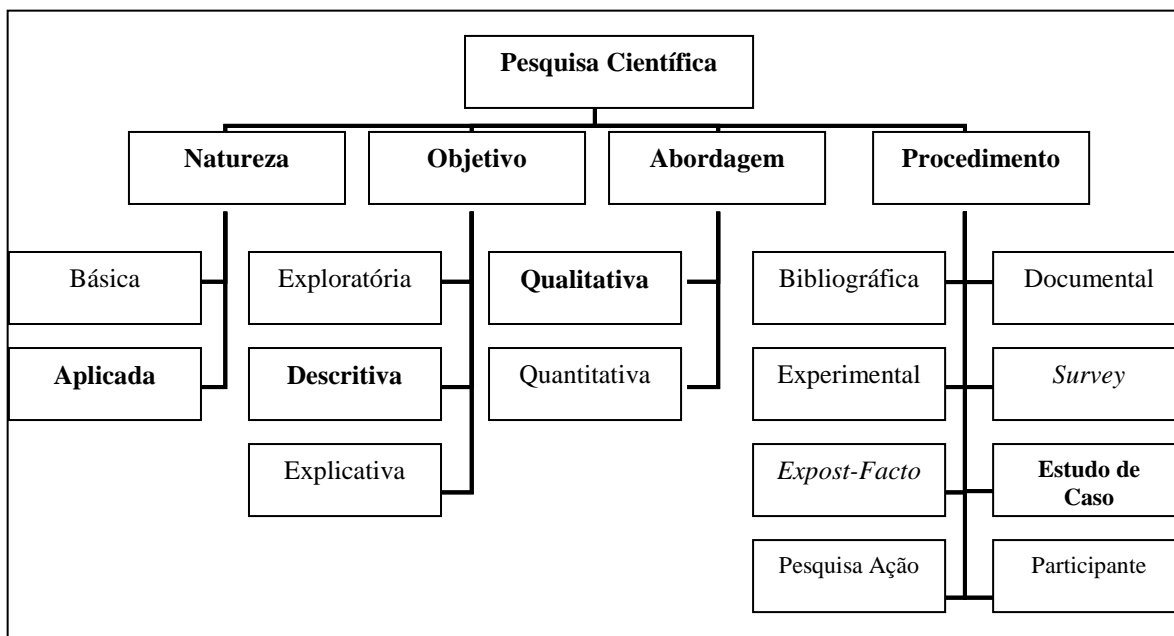 Pesquisa Científica
Natureza
Objetivo
Abordagem
Procedimento
Básica
Exploratória
Qualitativa
Bibliográfica
Documental
Aplicada
Descritiva
Quantitativa
Experimental
Survey
Explicativa
Expost-Facto
Estudo de
Caso
Pesquisa Ação
Participante